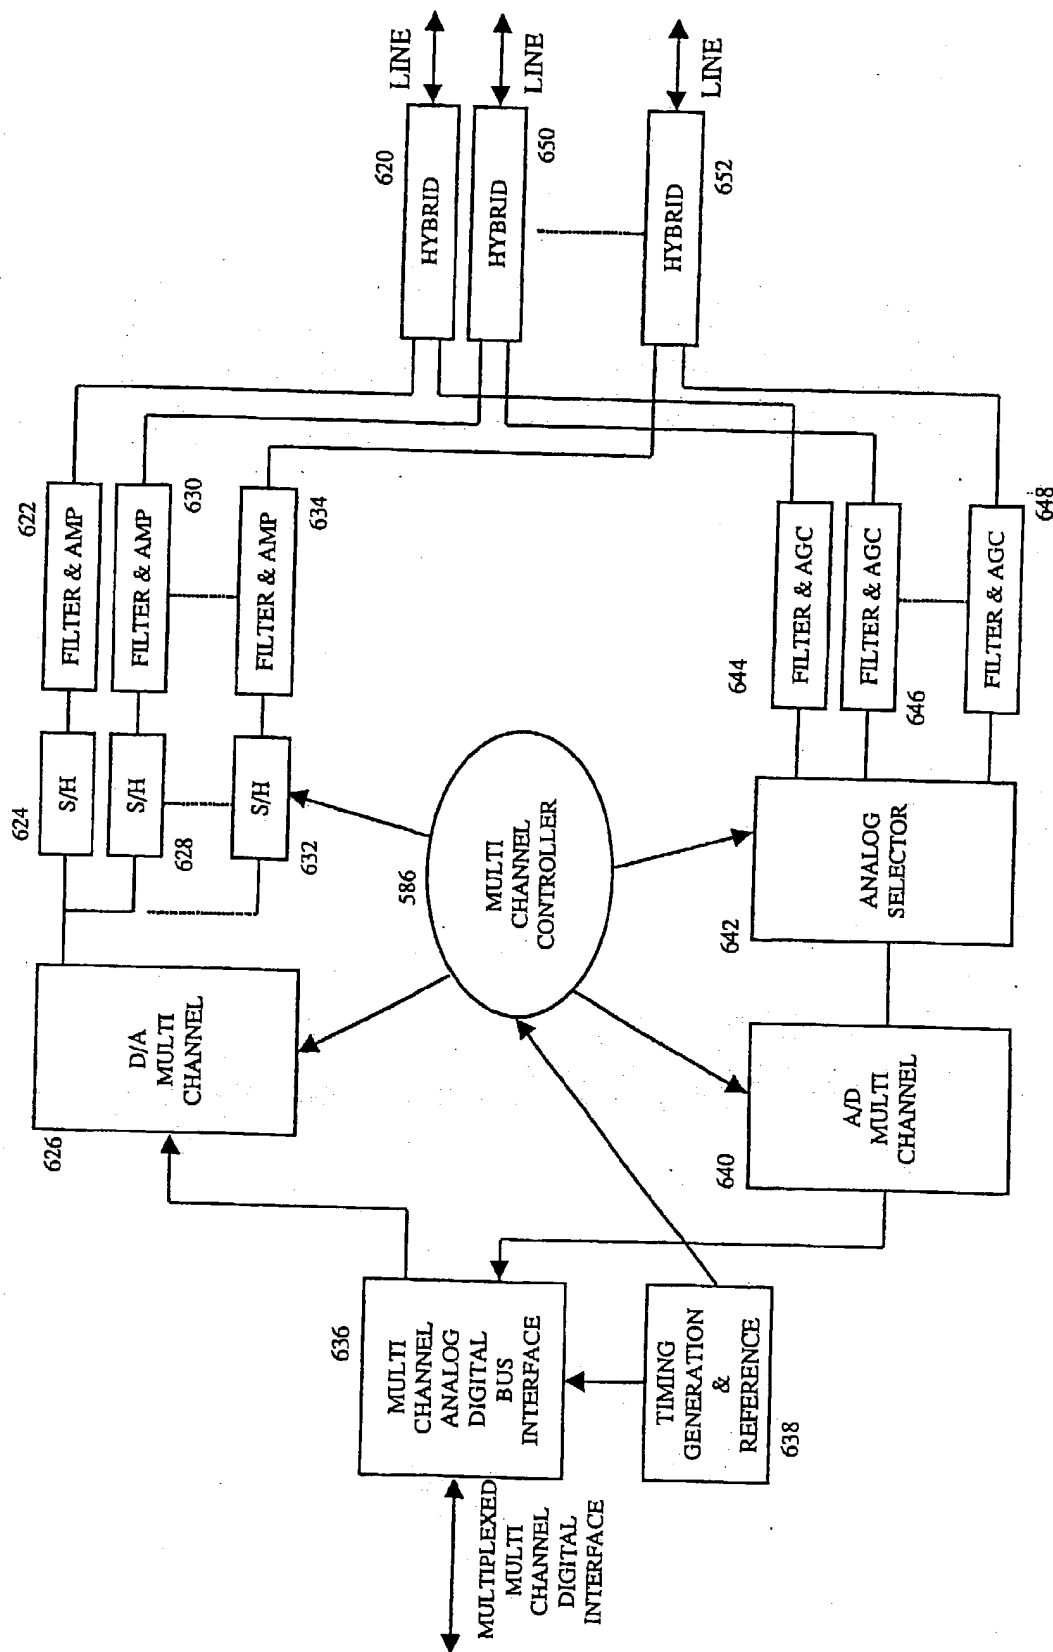 LINE
LINE
LINE
620
HYBRID
HYBRID
650
HYBRID
652
622
FILTER & AMP
FILTER & AMP
630
FILTER & AMP
634
624
S/H
S/H
628
S/H
632
644
FILTER & AGC
FILTER & AGC
646
FILTER & AGC
648
586
MULTI
CHANNEL
CONTROLLER
642
ANALOG
SELECTOR
626
D/A
MULTI
CHANNEL
640
A/D
MULTI
CHANNEL
636
MULTI
CHANNEL
ANALOG
DIGITAL
BUS
INTERFACE
TIMING
GENERATION
&
REFERENCE
638
MULTIPLEXED
MULTI
CHANNEL
DIGITAL
INTERFACE